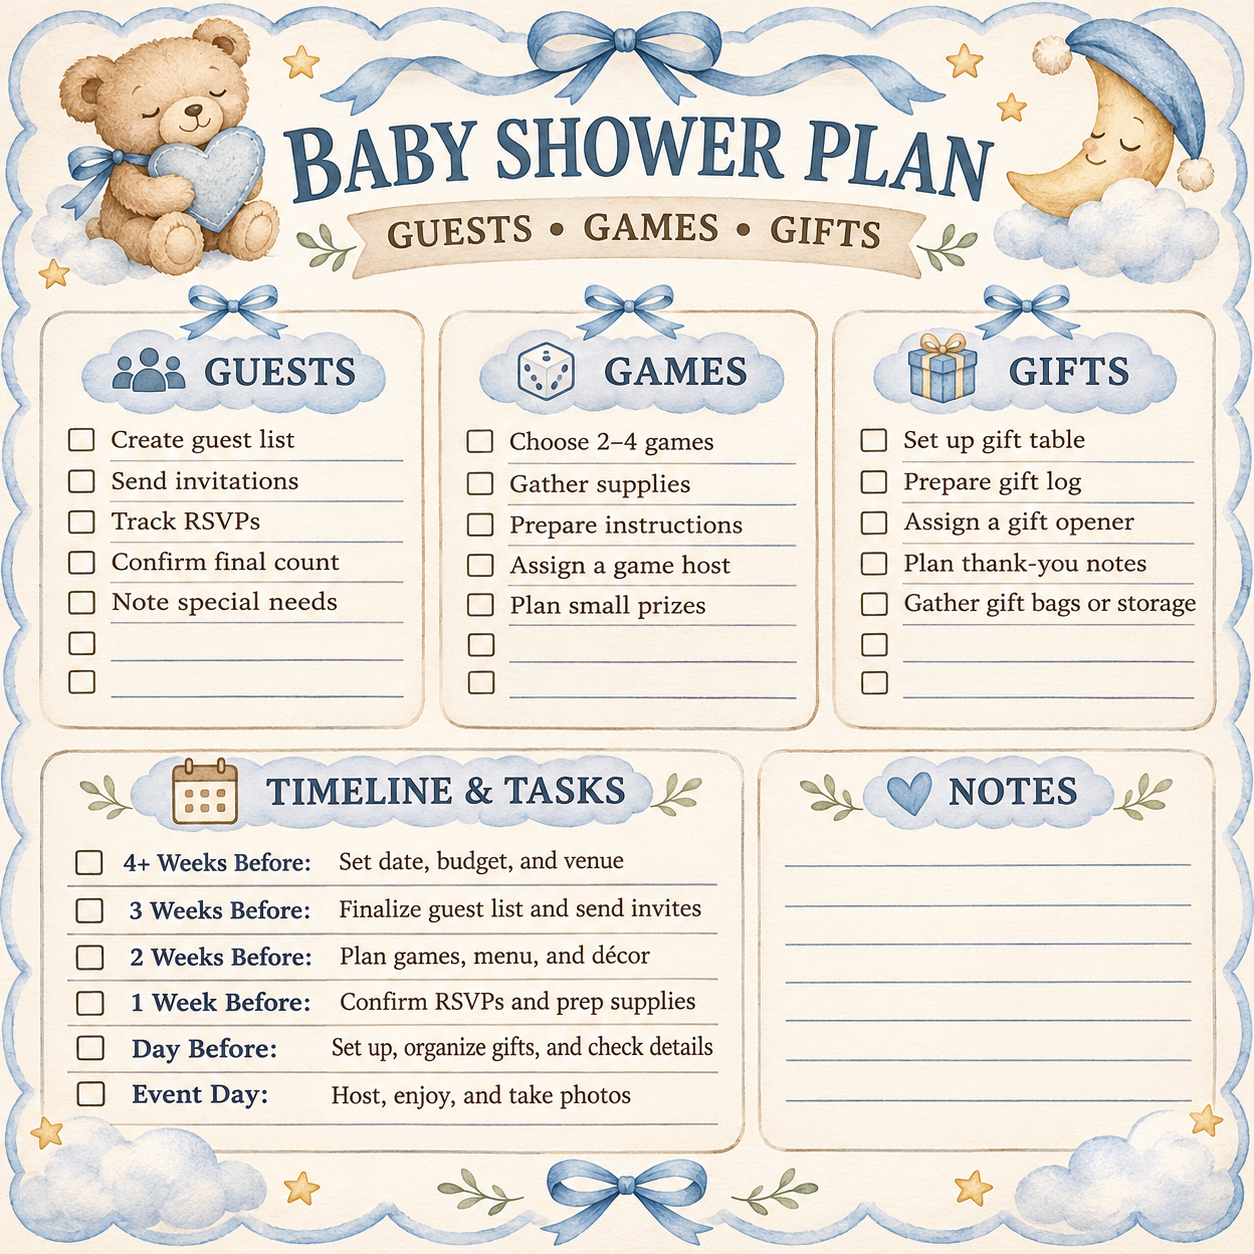 BABY SHOWER PLAN
GUESTS • GAMES • GIFTS
GUESTS
Create guest list
Send invitations
Track RSVPs
Confirm final count
Note special needs
GAMES
Choose 2–4 games
Gather supplies
Prepare instructions
Assign a game host
Plan small prizes
GIFTS
Set up gift table
Prepare gift log
Assign a gift opener
Plan thank-you notes
Gather gift bags or storage
TIMELINE & TASKS
4+ Weeks Before: Set date, budget, and venue
3 Weeks Before: Finalize guest list and send invites
2 Weeks Before: Plan games, menu, and décor
1 Week Before: Confirm RSVPs and prep supplies
Day Before: Set up, organize gifts, and check details
Event Day: Host, enjoy, and take photos
NOTES